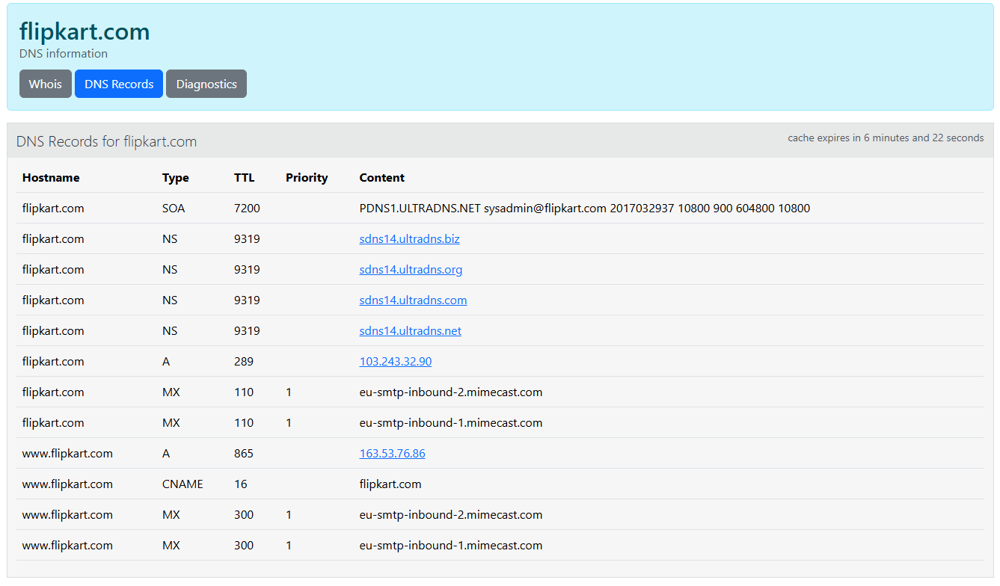 flipkart.com
DNS information
Whois DNS Records Diagnostics
DNS Records for flipkart.com cache expires in 6 minutes and 22 seconds
Hostname Type TTL Priority Content
flipkart.com SOA 7200 PDNS1.ULTRADNS.NET sysadmin@flipkart.com 2017032937 10800 900 604800 10800
flipkart.com NS 9319 sdns14.ultradns.biz
flipkart.com NS 9319 sdns14.ultradns.org
flipkart.com NS 9319 sdns14.ultradns.com
flipkart.com NS 9319 sdns14.ultradns.net
flipkart.com A 289 103.243.32.90
flipkart.com MX 110 1 eu-smtp-inbound-2.mimecast.com
flipkart.com MX 110 1 eu-smtp-inbound-1.mimecast.com
www.flipkart.com A 865 163.53.76.86
www.flipkart.com CNAME 16 flipkart.com
www.flipkart.com MX 300 1 eu-smtp-inbound-2.mimecast.com
www.flipkart.com MX 300 1 eu-smtp-inbound-1.mimecast.com